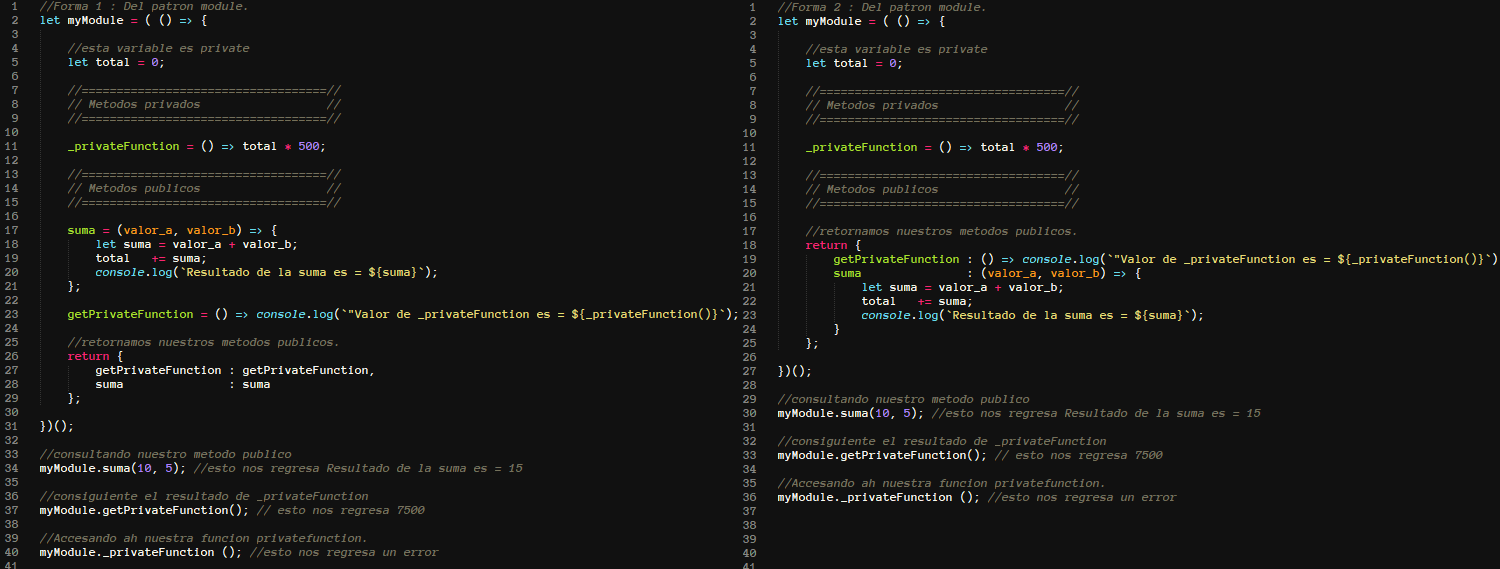 1 //Forma 1 : Del patron module.
2 let myModule = ( () => {
3
4 //esta variable es private
5 let total = 0;
6
7 //===================================//
8 // Metodos privados //
9 //===================================//
10
11 _privateFunction = () => total * 500;
12
13 //===================================//
14 // Metodos publicos //
15 //===================================//
16
17 suma = (valor_a, valor_b) => {
18 let suma = valor_a + valor_b;
19 total += suma;
20 console.log(`Resultado de la suma es = ${suma}`);
21 };
22
23 getPrivateFunction = () => console.log(`"Valor de _privateFunction es = ${_privateFunction()}`);
24
25 //retornamos nuestros metodos publicos.
26 return {
27 getPrivateFunction : getPrivateFunction,
28 suma : suma
29 };
30
31 })();
32
33 //consultando nuestro metodo publico
34 myModule.suma(10, 5); //esto nos regresa Resultado de la suma es = 15
35
36 //consiguiente el resultado de _privateFunction
37 myModule.getPrivateFunction(); // esto nos regresa 7500
38
39 //Accesando ah nuestra funcion privatefunction.
40 myModule._privateFunction (); //esto nos regresa un error
41
1 //Forma 2 : Del patron module.
2 let myModule = ( () => {
3
4 //esta variable es private
5 let total = 0;
6
7 //===================================//
8 // Metodos privados //
9 //===================================//
10
11 _privateFunction = () => total * 500;
12
13 //===================================//
14 // Metodos publicos //
15 //===================================//
16
17 //retornamos nuestros metodos publicos.
18 return {
19 getPrivateFunction : () => console.log(`"Valor de _privateFunction es = ${_privateFunction()}`)
20 suma : (valor_a, valor_b) => {
21 let suma = valor_a + valor_b;
22 total += suma;
23 console.log(`Resultado de la suma es = ${suma}`);
24 }
25 };
26
27 })();
28
29 //consultando nuestro metodo publico
30 myModule.suma(10, 5); //esto nos regresa Resultado de la suma es = 15
31
32 //consiguiente el resultado de _privateFunction
33 myModule.getPrivateFunction(); // esto nos regresa 7500
34
35 //Accesando ah nuestra funcion privatefunction.
36 myModule._privateFunction (); //esto nos regresa un error
37
38
39
40
41